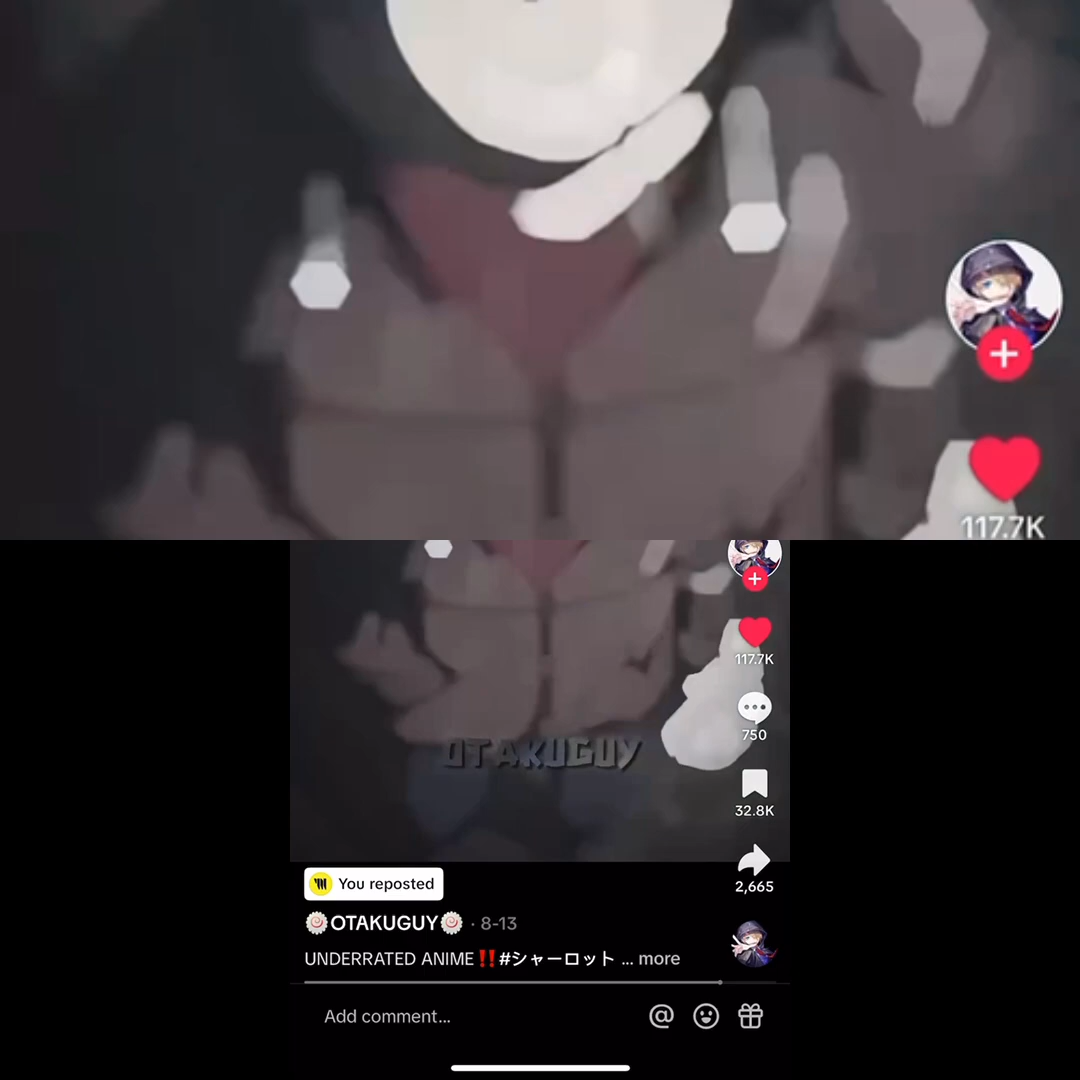 117.7K
117.7K
750
OTAKUGUY
32.8K
2,665
You reposted
🍥OTAKUGUY🍥 · 8-13
UNDERRATED ANIME‼️#シャーロット ... more
Add comment...